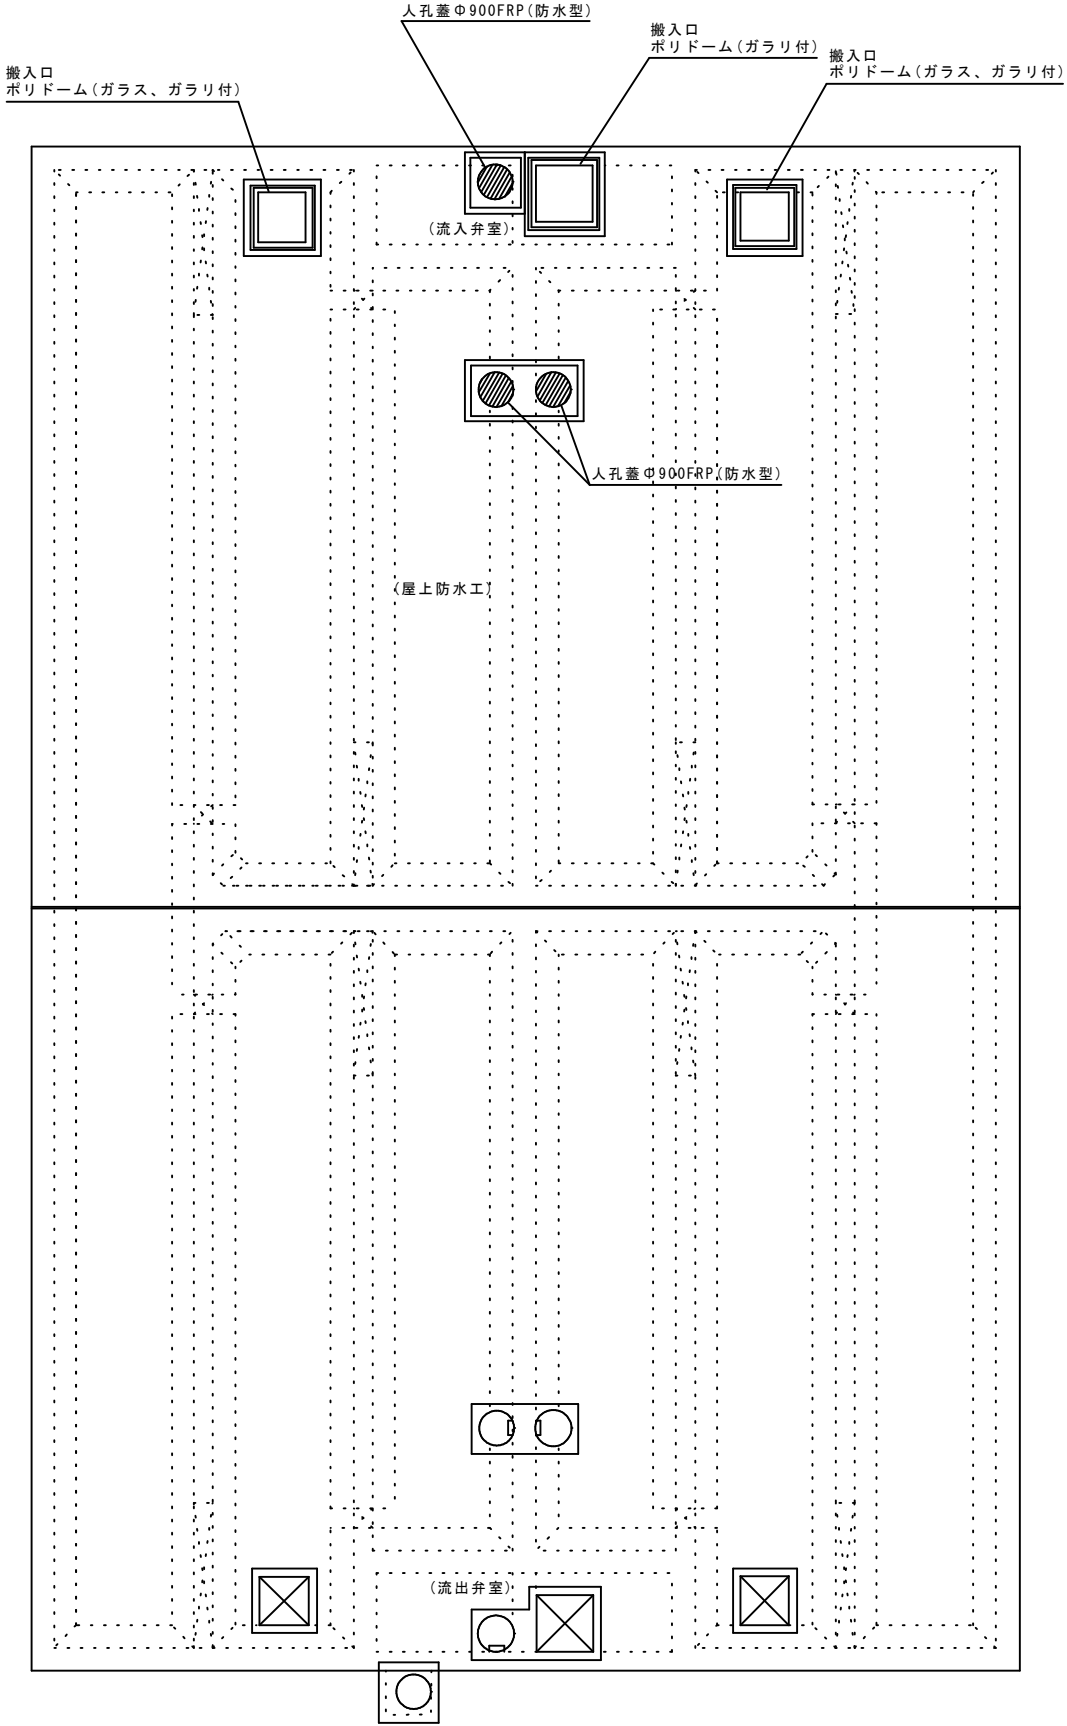 人孔蓋Φ900FRP(防水型)
搬入口
ポリドーム(ガラリ付)
搬入口
ポリドーム(ガラス、ガラリ付)
搬入口
ポリドーム(ガラス、ガラリ付)
(流入弁室)
人孔蓋Φ900FRP(防水型)
(屋上防水工)
(流出弁室)